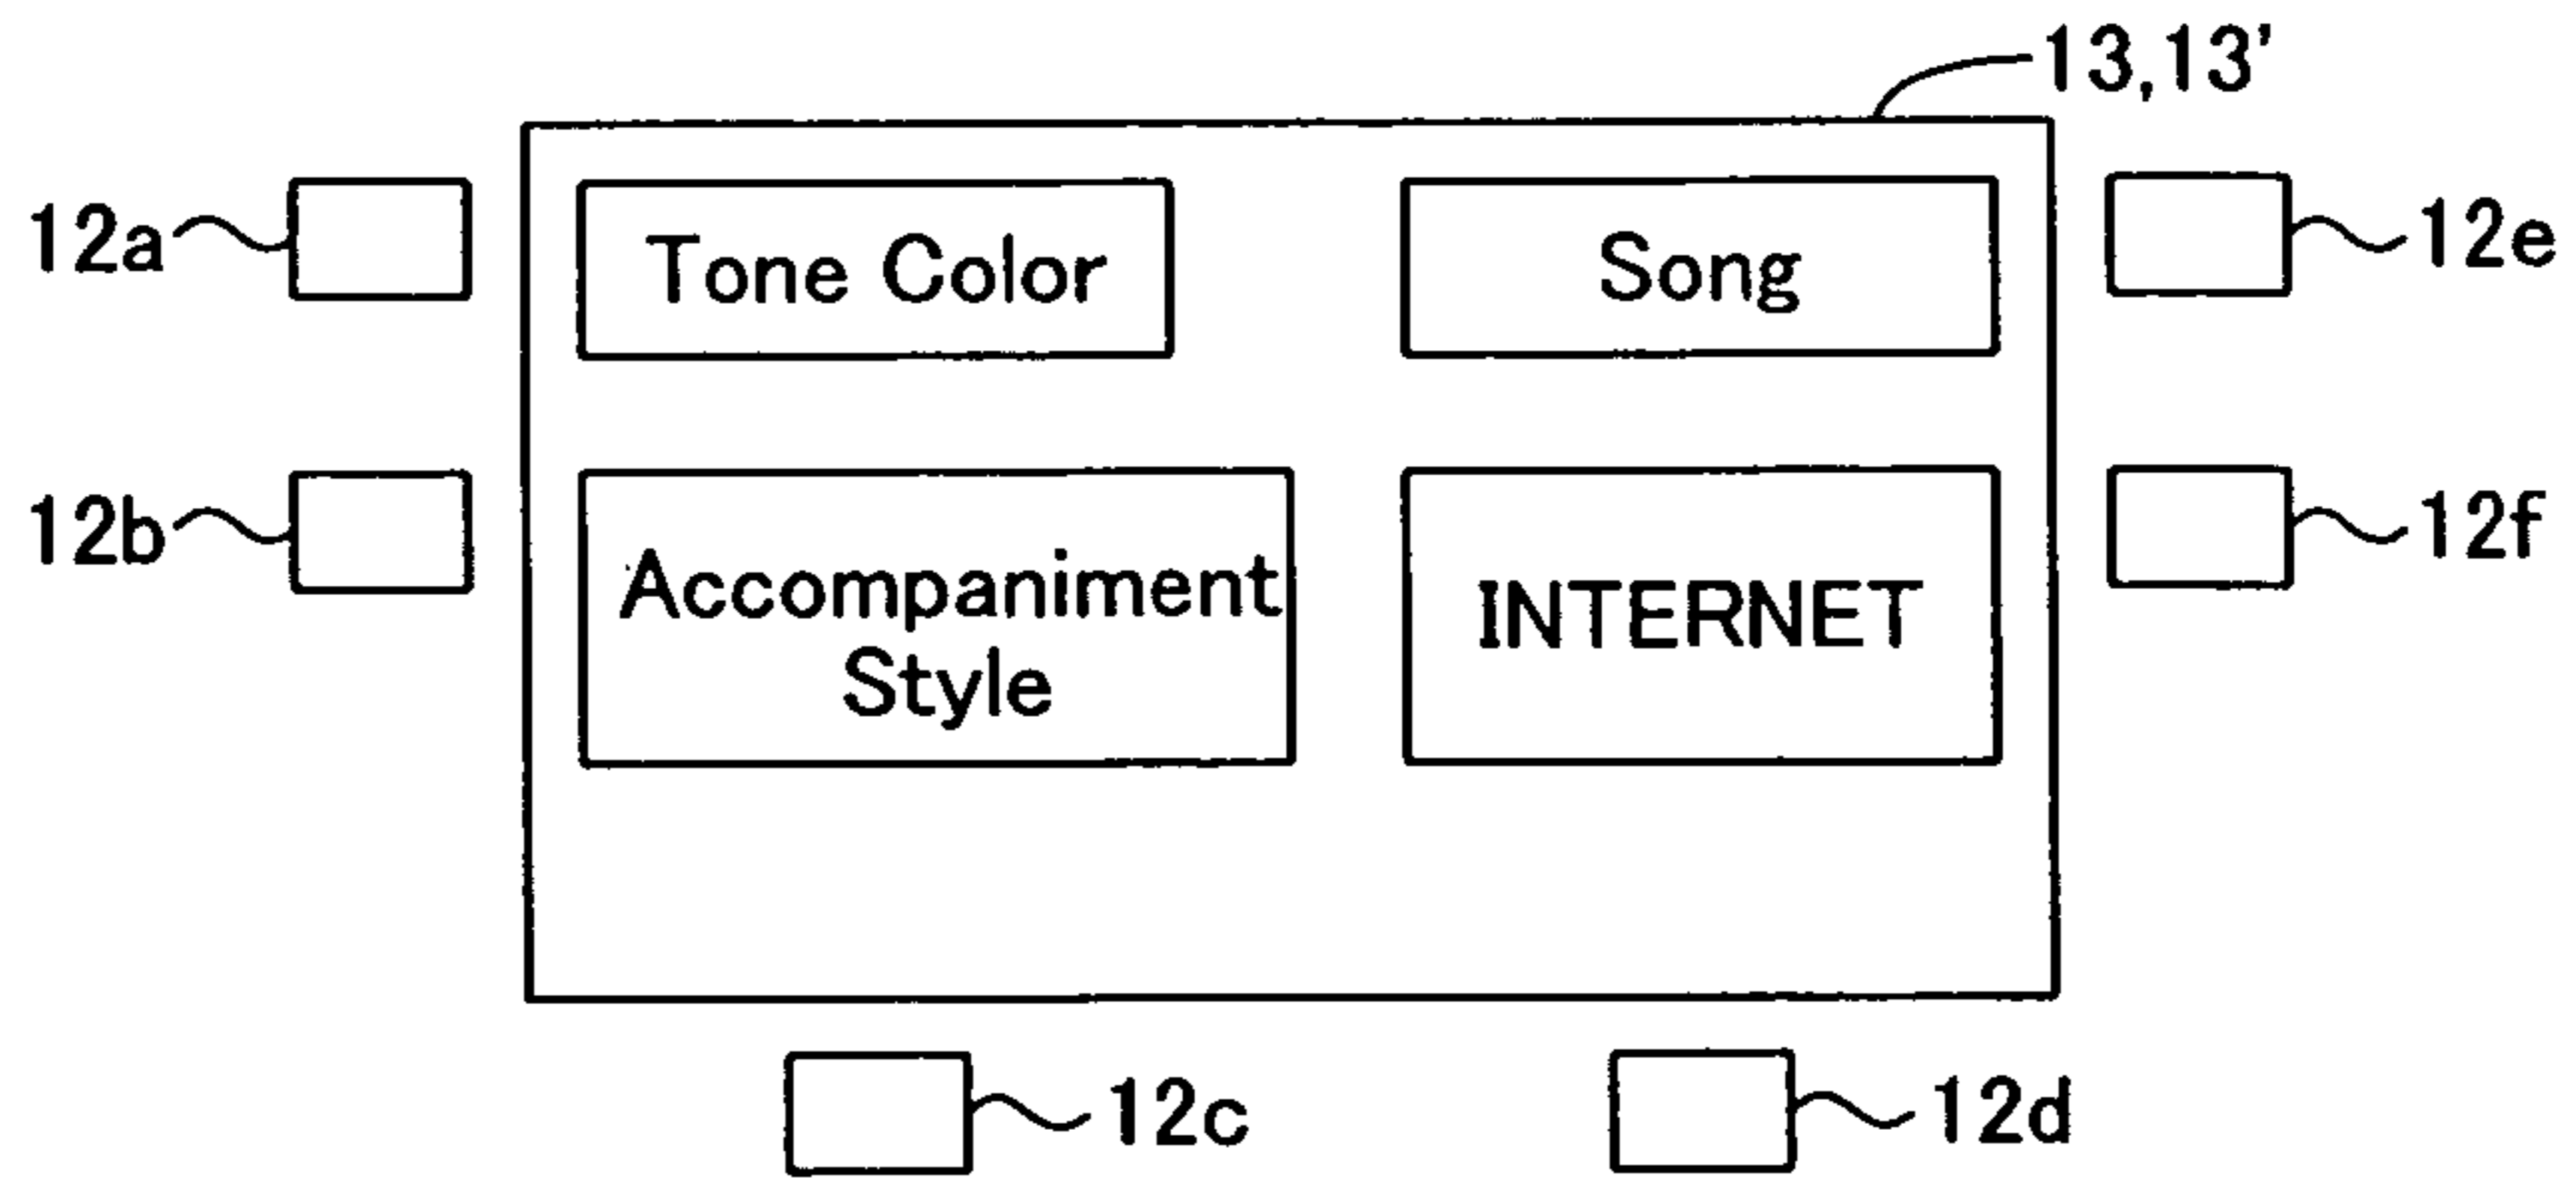 13,13'
12a
Tone Color
Song
12e
12b
Accompaniment
Style
INTERNET
12f
12c
12d